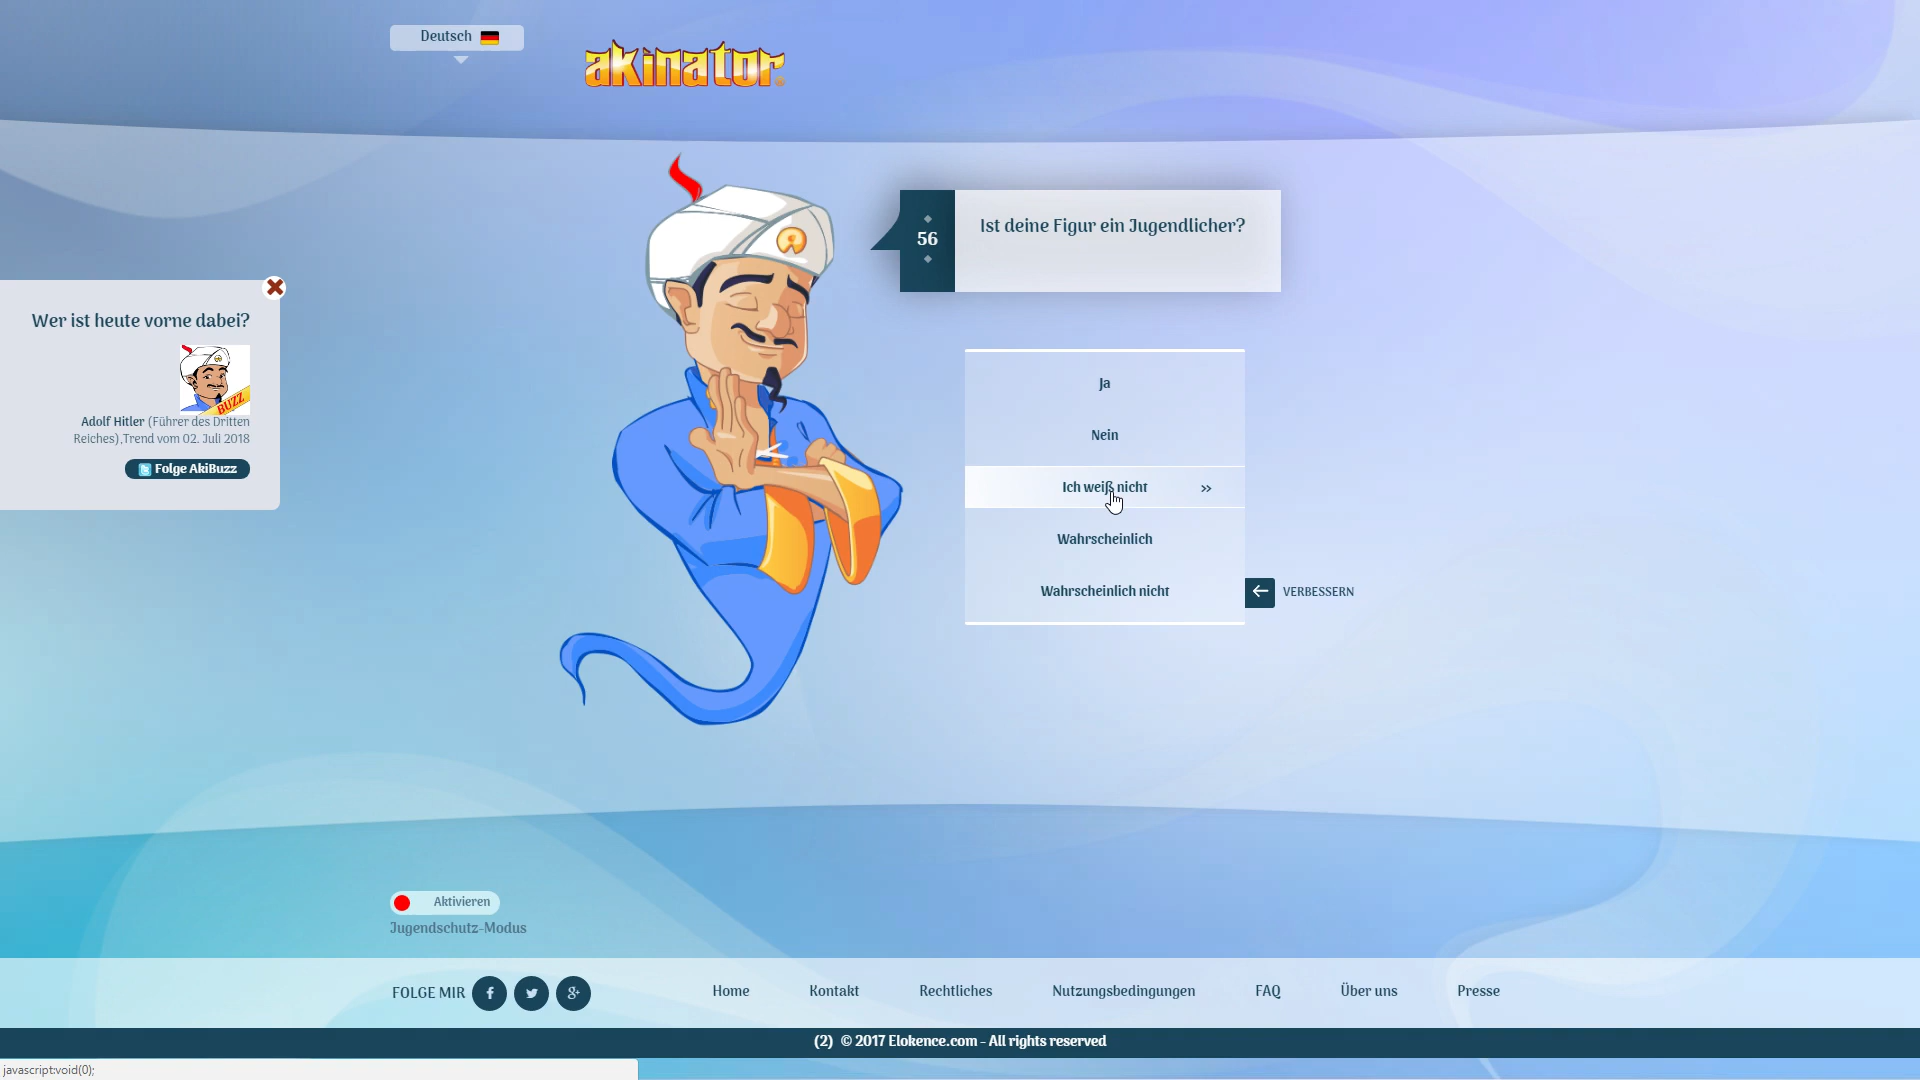 Deutsch
akinator
56
Ist deine Figur ein Jugendlicher?
Wer ist heute vorne dabei?
BUZZ
Adolf Hitler (Führer des Dritten
Reiches),Trend vom 02. Juli 2018
Folge AkiBuzz
Ja
Nein
Ich weiß nicht »
Wahrscheinlich
Wahrscheinlich nicht
VERBESSERN
Aktivieren
Jugendschutz-Modus
FOLGE MIR
Home Kontakt Rechtliches Nutzungsbedingungen FAQ Über uns Presse
(2) © 2017 Elokence.com - All rights reserved
javascript:void(0);